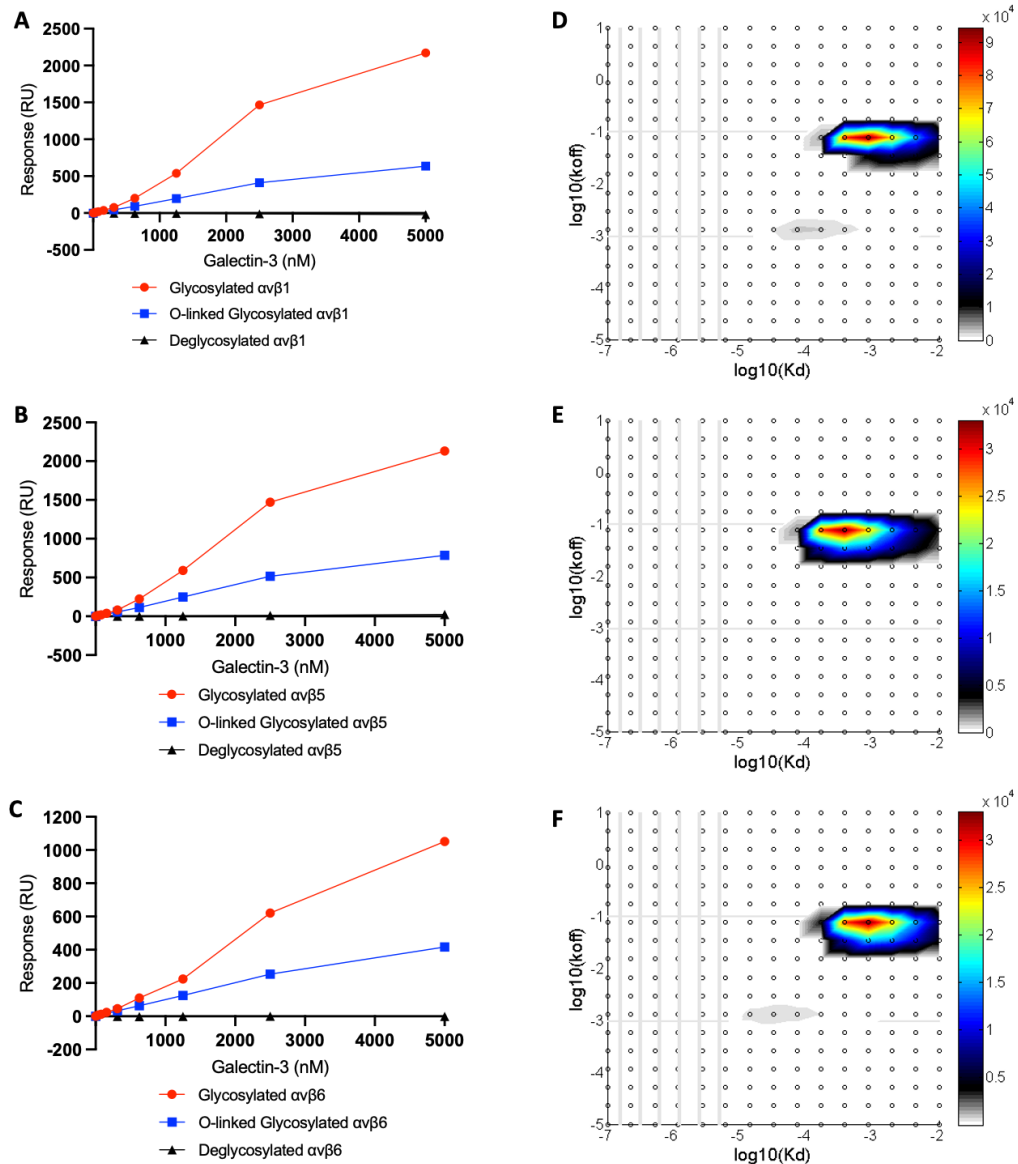 A
Response (RU)
2500
2000
1500
1000
500
0
-500
1000 2000 3000 4000 5000
Galectin-3 (nM)
Glycosylated αvβ1
O-linked Glycosylated αvβ1
Deglycosylated αvβ1
D
log10(koff)
1
0
-1
-2
-3
-4
-5
-7 -6 -5 -4 -3 -2
log10(Kd)
x 10^4
9
8
7
6
5
4
3
2
1
0
B
Response (RU)
2500
2000
1500
1000
500
0
-500
1000 2000 3000 4000 5000
Galectin-3 (nM)
Glycosylated αvβ5
O-linked Glycosylated αvβ5
Deglycosylated αvβ5
E
log10(koff)
1
0
-1
-2
-3
-4
-5
-7 -6 -5 -4 -3 -2
log10(Kd)
x 10^4
3
2.5
2
1.5
1
0.5
0
C
Response (RU)
1200
1000
800
600
400
200
0
-200
1000 2000 3000 4000 5000
Galectin-3 (nM)
Glycosylated αvβ6
O-linked Glycosylated αvβ6
Deglycosylated αvβ6
F
log10(koff)
1
0
-1
-2
-3
-4
-5
-7 -6 -5 -4 -3 -2
log10(Kd)
x 10^4
3
2.5
2
1.5
1
0.5
0